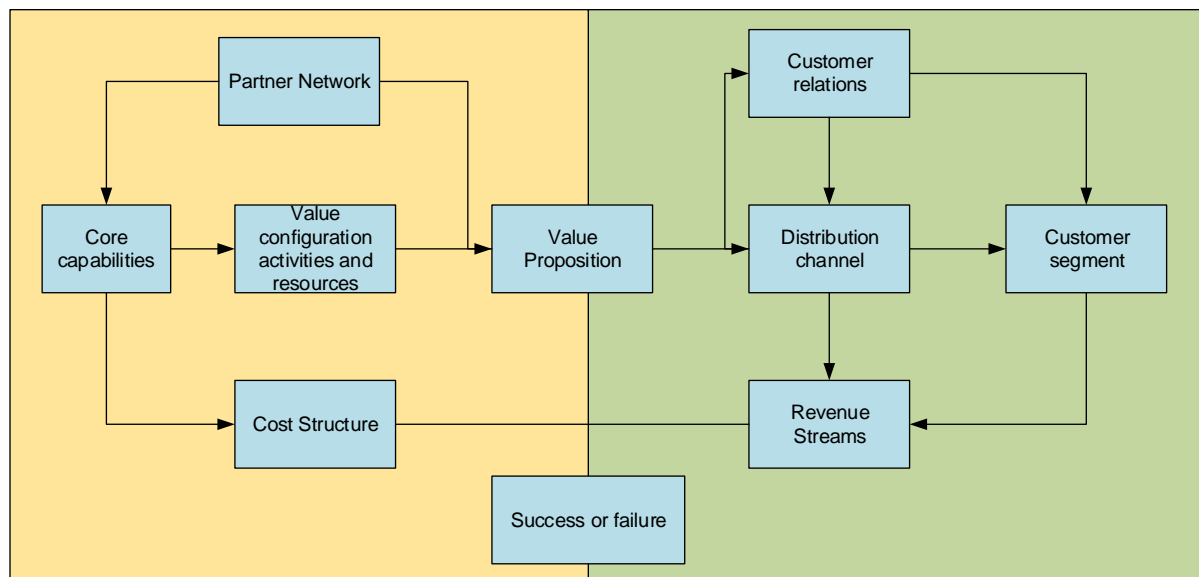 Partner Network
Customer
relations
Core
capabilities
Value
configuration
activities and
resources
Value
Proposition
Distribution
channel
Customer
segment
Cost Structure
Revenue
Streams
Success or failure